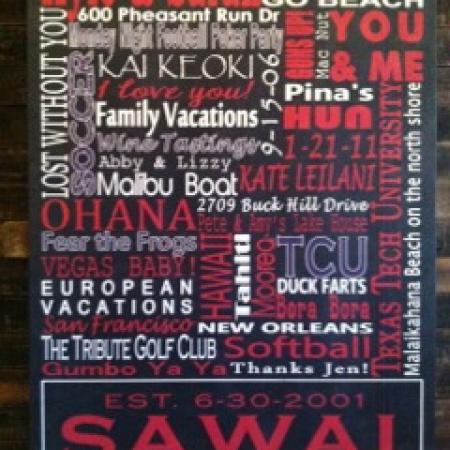 GO BEACH
600 Pheasant Run Dr
Monday Night Football Poker Party
LOST WITHOUT YOU
SOCCER
KAI KEOKI
I love you!
9-15-06
GUNS UP!
Mac Nut
YOU
& ME
Family Vacations
Pina's
HUN
Wine Tastings
1-21-11
Abby & Lizzy
Malibu Boat
KATE LEILANI
OHANA
2709 Buck Hill Drive
Pete & Amy's Lake House
Fear the Frogs
HAWAII
Tahiti
Moorea
TCU
VEGAS BABY!
DUCK FARTS
EUROPEAN
VACATIONS
Bora Bora
San Francisco
NEW ORLEANS
THE TRIBUTE GOLF CLUB
Softball
Gumbo Ya Ya
Thanks Jen!
TEXAS TECH UNIVERSITY
Malaikahana Beach on the north shore
EST. 6-30-2001
SAWAI